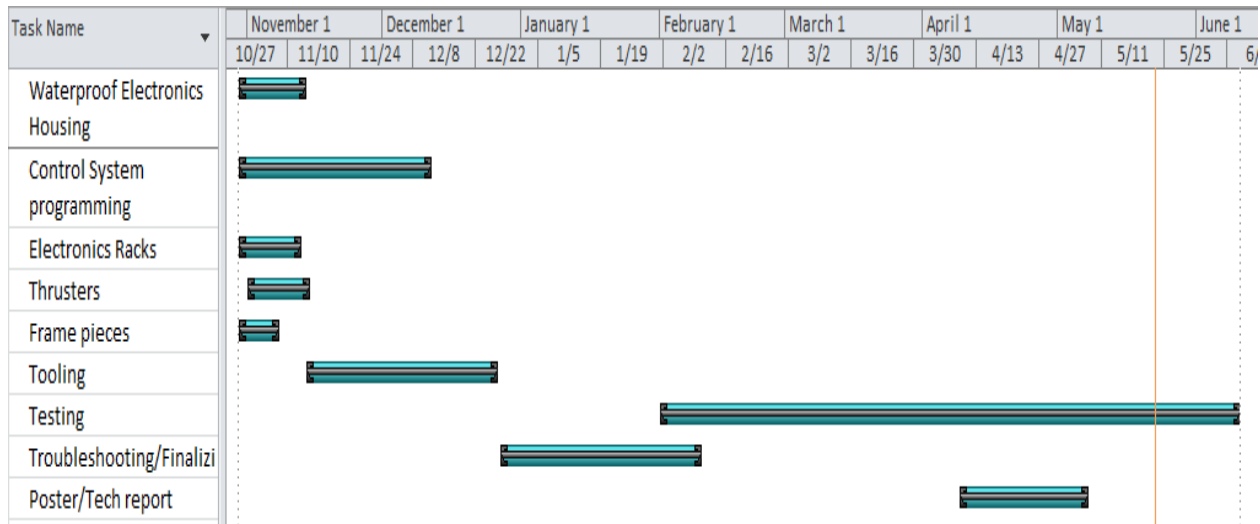 Task Name
November 1 December 1 January 1 February 1 March 1 April 1 May 1 June 1
10/27 11/10 11/24 12/8 12/22 1/5 1/19 2/2 2/16 3/2 3/16 3/30 4/13 4/27 5/11 5/25 6/
Waterproof Electronics
Housing
Control System
programming
Electronics Racks
Thrusters
Frame pieces
Tooling
Testing
Troubleshooting/Finalizi
Poster/Tech report